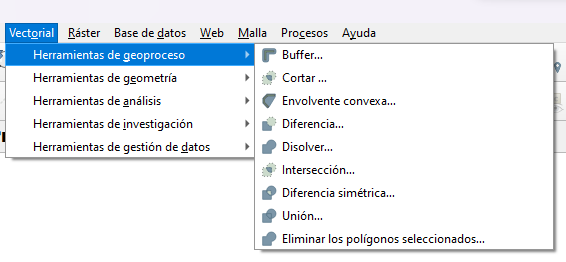 Vectorial Ráster Base de datos Web Malla Procesos Ayuda
Herramientas de geoproceso
Herramientas de geometría
Herramientas de análisis
Herramientas de investigación
Herramientas de gestión de datos
Buffer...
Cortar ...
Envolvente convexa...
Diferencia...
Disolver...
Intersección...
Diferencia simétrica...
Unión...
Eliminar los polígonos seleccionados...